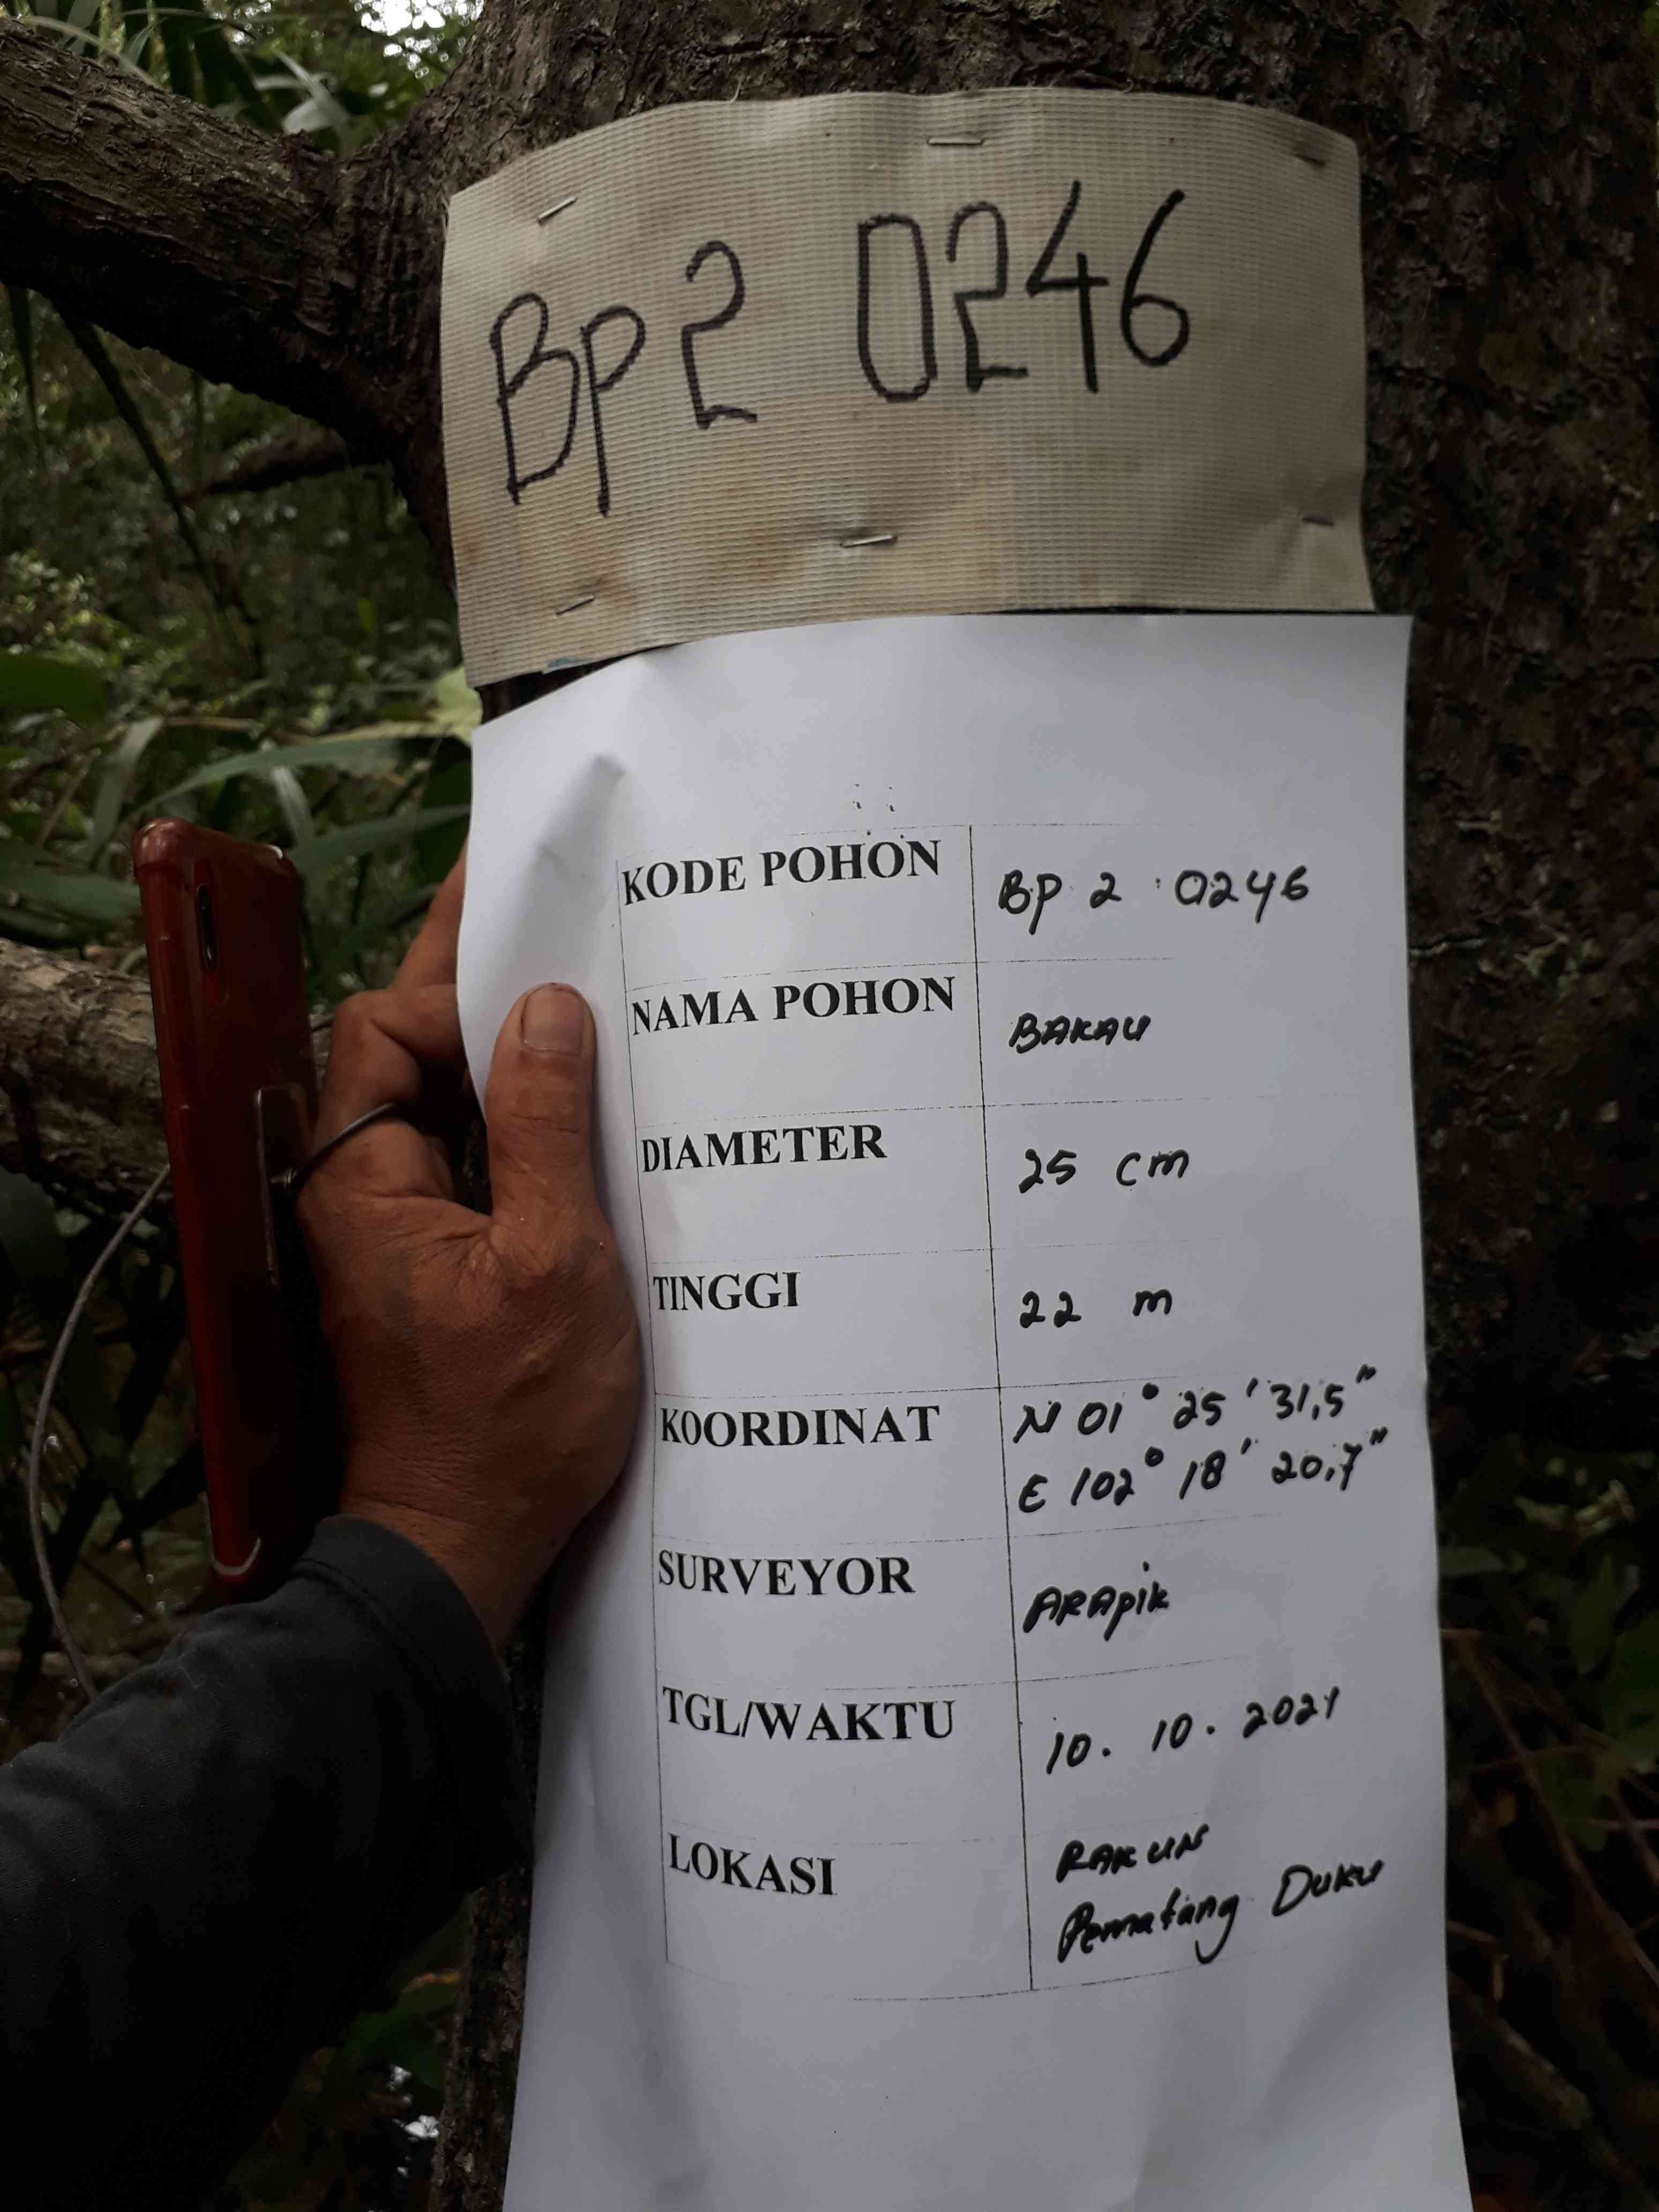 BP2 0246
KODE POHON BP 2 0246
NAMA POHON BAKAU
DIAMETER 25 cm
TINGGI 22 m
KOORDINAT N 01° 25' 31,5"
E 102° 18' 20,7"
SURVEYOR ARAPIK
TGL/WAKTU 10. 10. 2021
LOKASI RAKUN
Pematang Duku